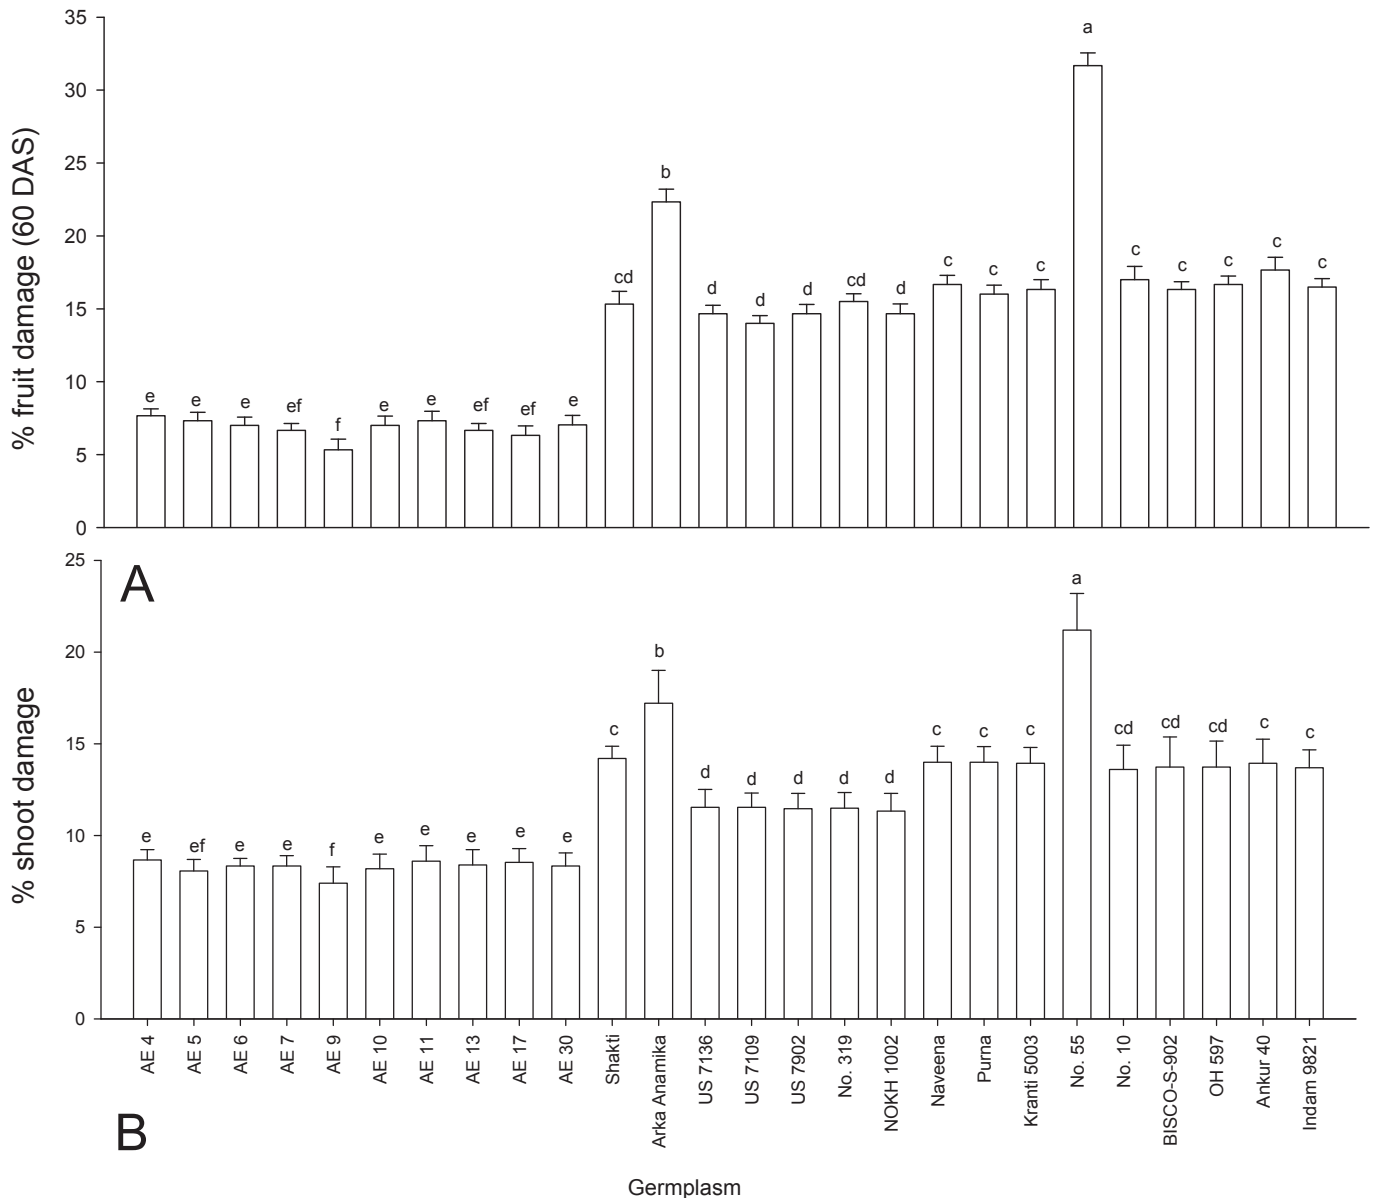 % fruit damage (60 DAS)
35
30
25
20
15
10
5
0
e e e ef f e e ef ef e cd b d d d cd d c c c a c c c c c
A
% shoot damage
25
20
15
10
5
0
e ef e e f e e e e e c b d d d d d c c c a cd cd cd c c
AE 4
AE 5
AE 6
AE 7
AE 9
AE 10
AE 11
AE 13
AE 17
AE 30
Shakti
Arka Anamika
US 7136
US 7109
US 7902
No. 319
NOKH 1002
Naveena
Purna
Kranti 5003
No. 55
No. 10
BISCO-S-902
OH 597
Ankur 40
Indam 9821
B
Germplasm